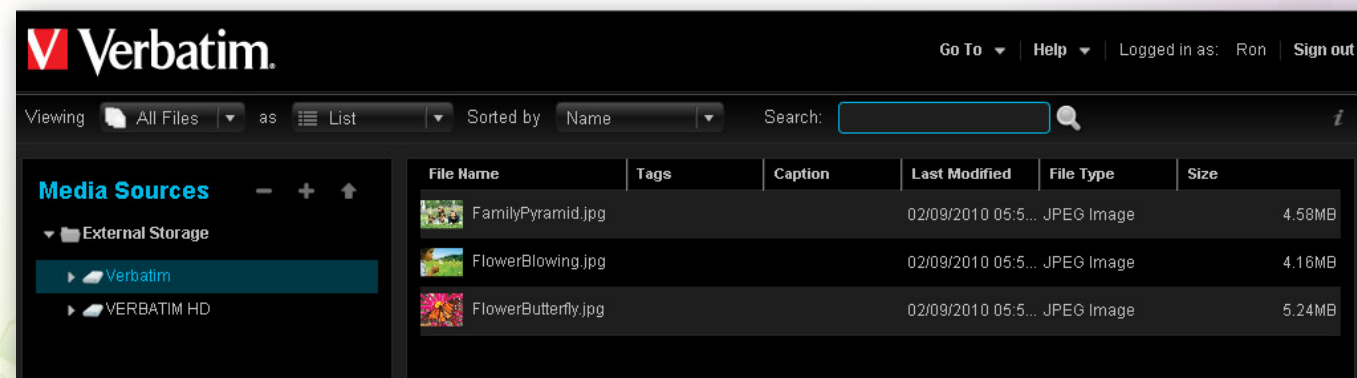 Verbatim.
Go To | Help | Logged in as: Ron | Sign out
Viewing All Files as List Sorted by Name Search: i
Media Sources
External Storage
Verbatim
VERBATIM HD
File Name Tags Caption Last Modified File Type Size
FamilyPyramid.jpg 02/09/2010 05:5... JPEG Image 4.58MB
FlowerBlowing.jpg 02/09/2010 05:5... JPEG Image 4.16MB
FlowerButterfly.jpg 02/09/2010 05:5... JPEG Image 5.24MB